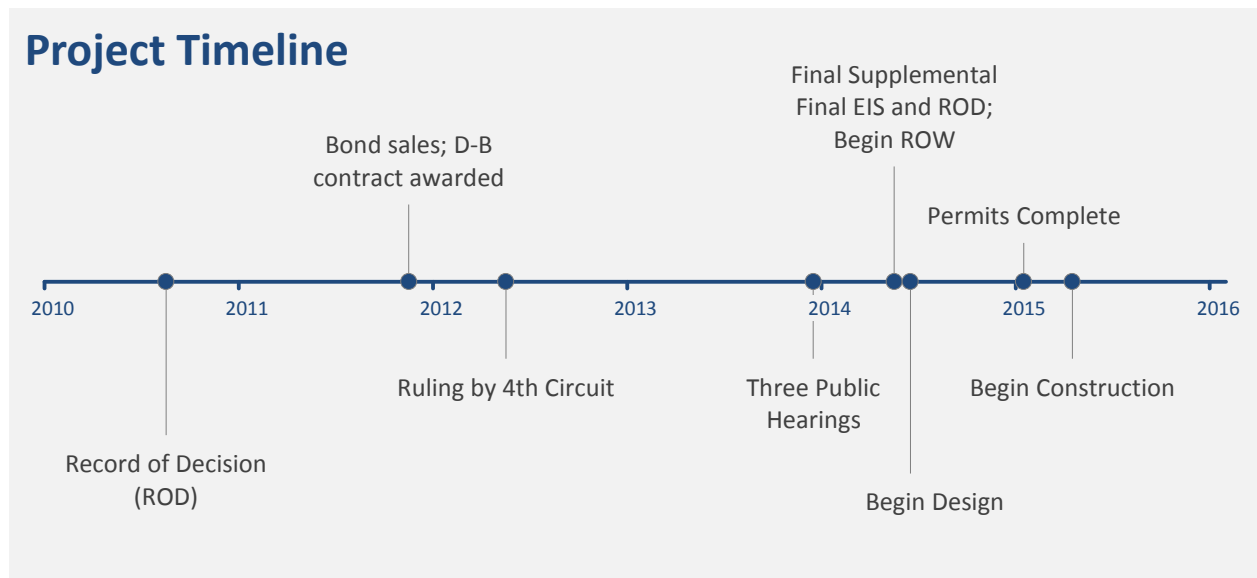 Project Timeline
Final Supplemental
Final EIS and ROD;
Begin ROW
Bond sales; D-B
contract awarded
Permits Complete
2010
2011
2012
2013
2014
2015
2016
Ruling by 4th Circuit
Three Public
Hearings
Begin Construction
Record of Decision
(ROD)
Begin Design